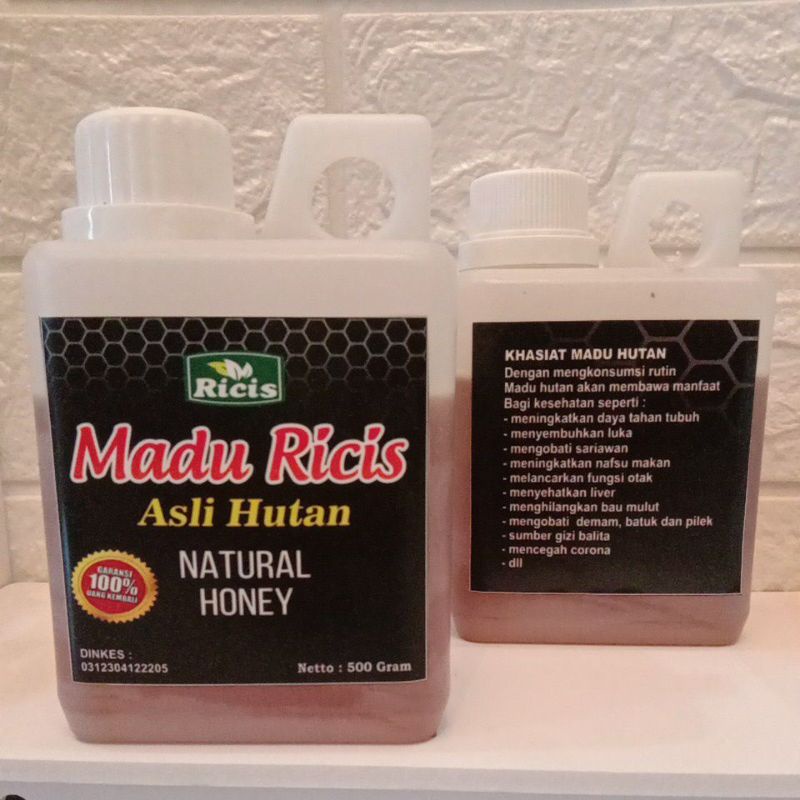 Ricis
Madu Ricis
Asli Hutan
NATURAL
HONEY
GARANSI
100%
UANG KEMBALI
DINKES :
0312304122205
Netto : 500 Gram
KHASIAT MADU HUTAN
Dengan mengkonsumsi rutin
Madu hutan akan membawa manfaat
Bagi kesehatan seperti :
- meningkatkan daya tahan tubuh
- menyembuhkan luka
- mengobati sariawan
- meningkatkan nafsu makan
- melancarkan fungsi otak
- menyehatkan liver
- menghilangkan bau mulut
- mengobati demam, batuk dan pilek
- sumber gizi balita
- mencegah corona
- dll